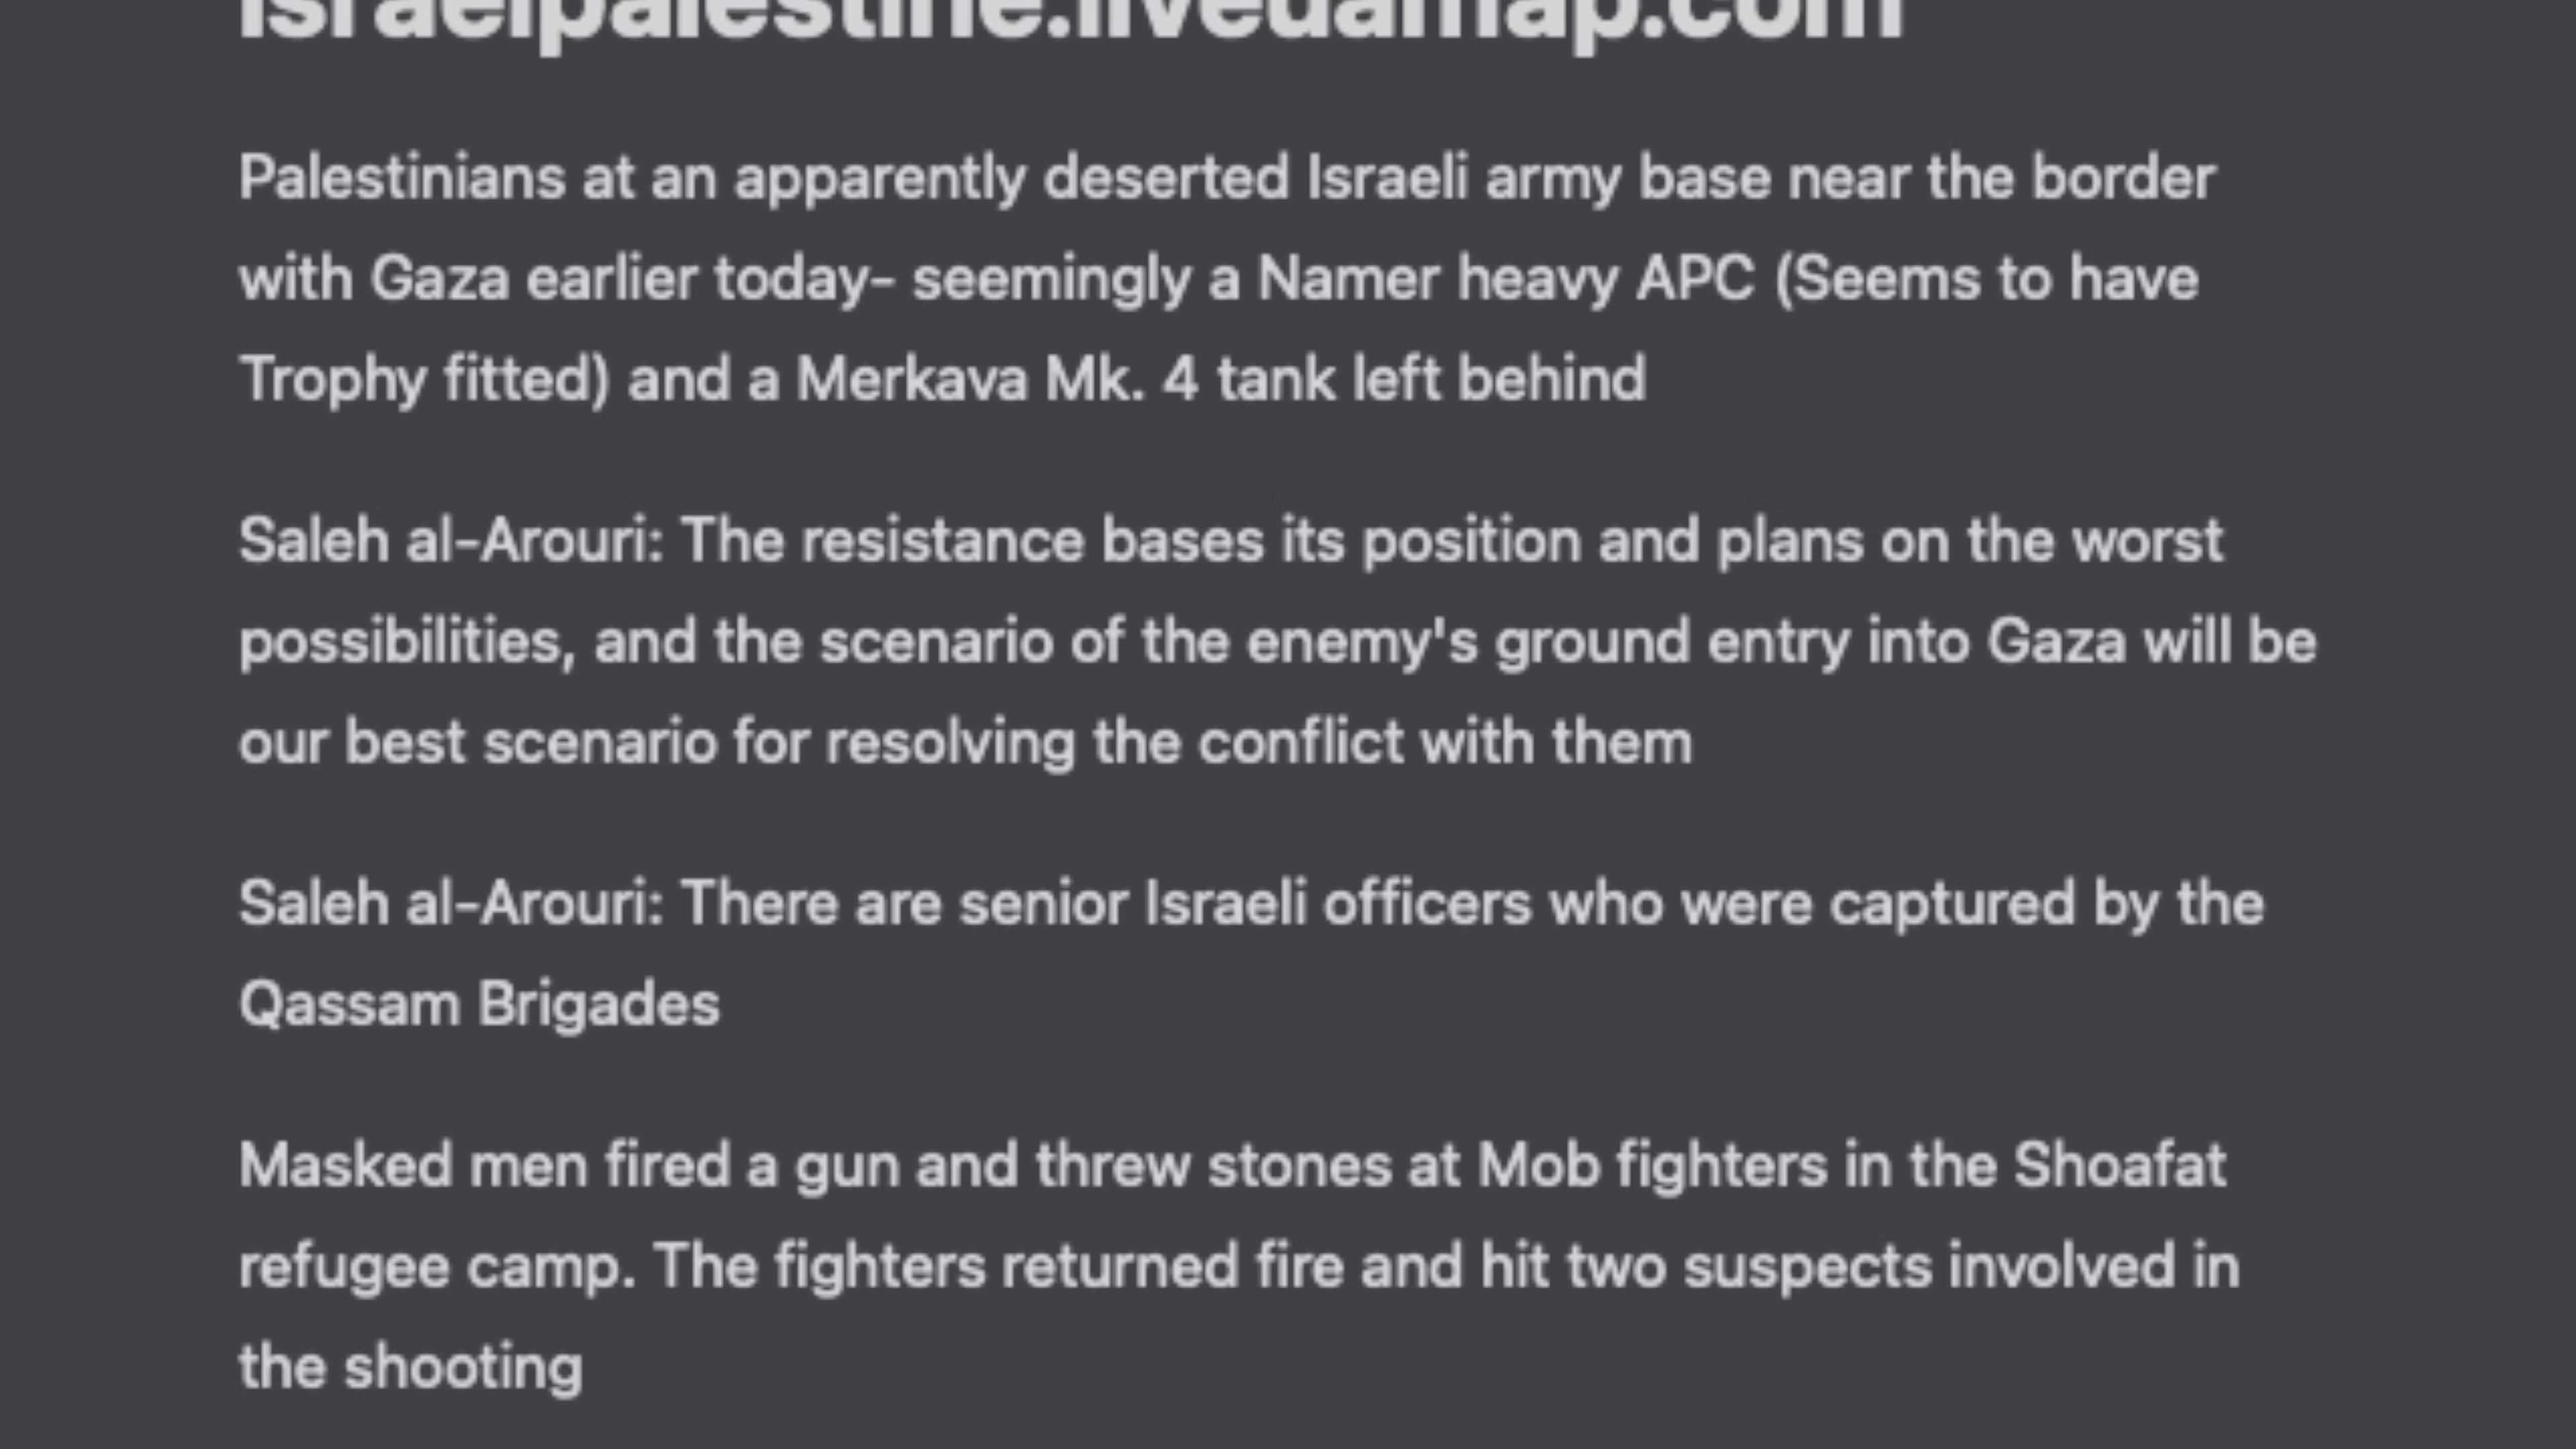 israelpalestine.liveuamap.com
Palestinians at an apparently deserted Israeli army base near the border
with Gaza earlier today- seemingly a Namer heavy APC (Seems to have
Trophy fitted) and a Merkava Mk. 4 tank left behind
Saleh al-Arouri: The resistance bases its position and plans on the worst
possibilities, and the scenario of the enemy's ground entry into Gaza will be
our best scenario for resolving the conflict with them
Saleh al-Arouri: There are senior Israeli officers who were captured by the
Qassam Brigades
Masked men fired a gun and threw stones at Mob fighters in the Shoafat
refugee camp. The fighters returned fire and hit two suspects involved in
the shooting